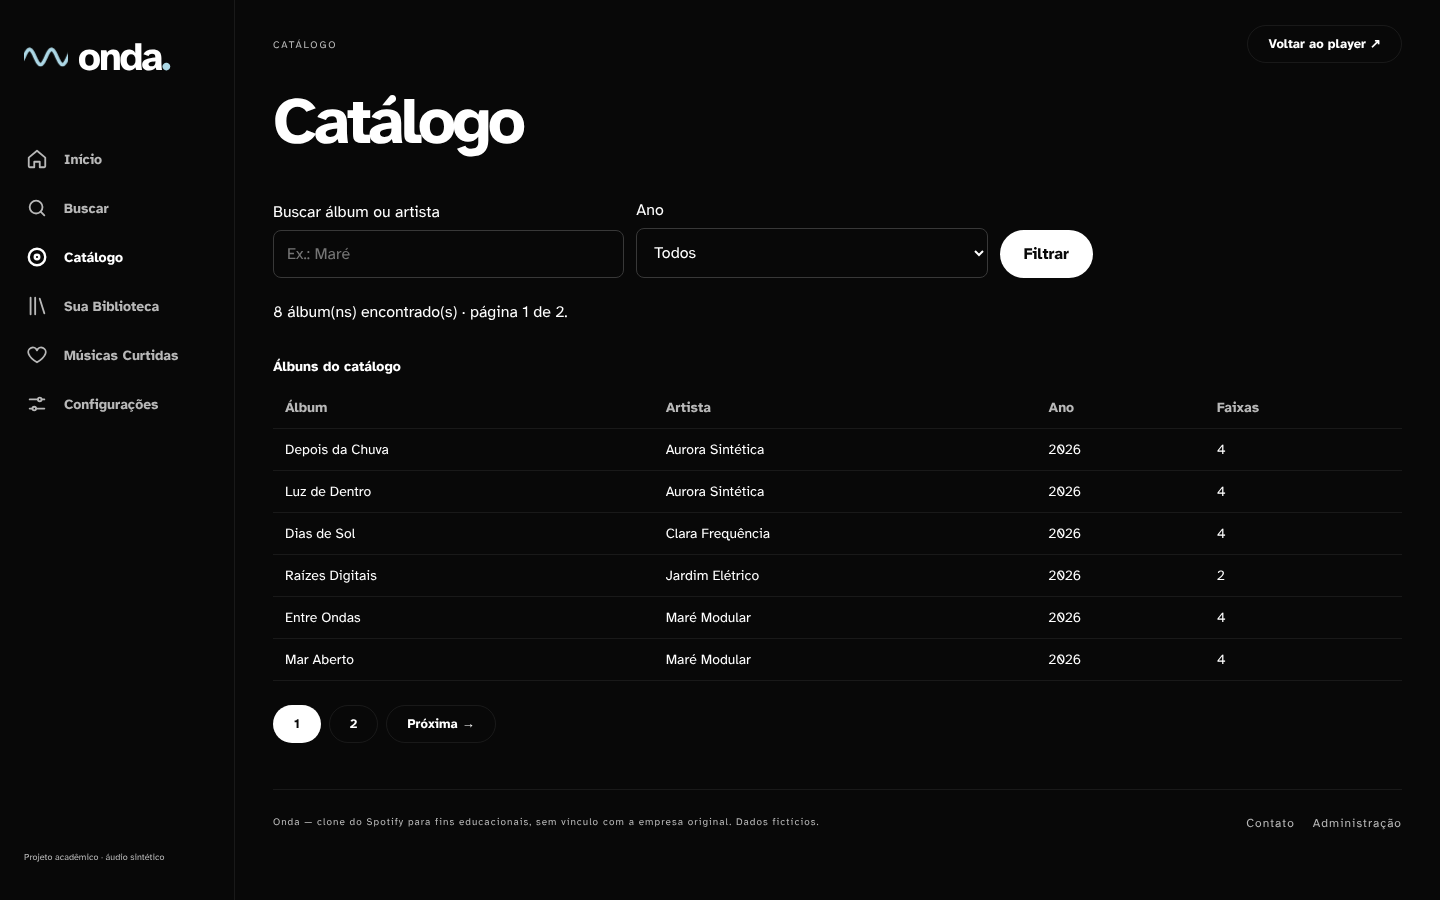 onda.
Início
Buscar
Catálogo
Sua Biblioteca
Músicas Curtidas
Configurações
Projeto acadêmico · áudio sintético
CATÁLOGO
Voltar ao player ↗
Catálogo
Buscar álbum ou artista
Ex.: Maré
Ano
Todos
Filtrar
8 álbum(ns) encontrado(s) · página 1 de 2.
Álbuns do catálogo
Álbum Artista Ano Faixas
Depois da Chuva Aurora Sintética 2026 4
Luz de Dentro Aurora Sintética 2026 4
Dias de Sol Clara Frequência 2026 4
Raízes Digitais Jardim Elétrico 2026 2
Entre Ondas Maré Modular 2026 4
Mar Aberto Maré Modular 2026 4
1 2 Próxima →
Onda — clone do Spotify para fins educacionais, sem vínculo com a empresa original. Dados fictícios.
Contato Administração